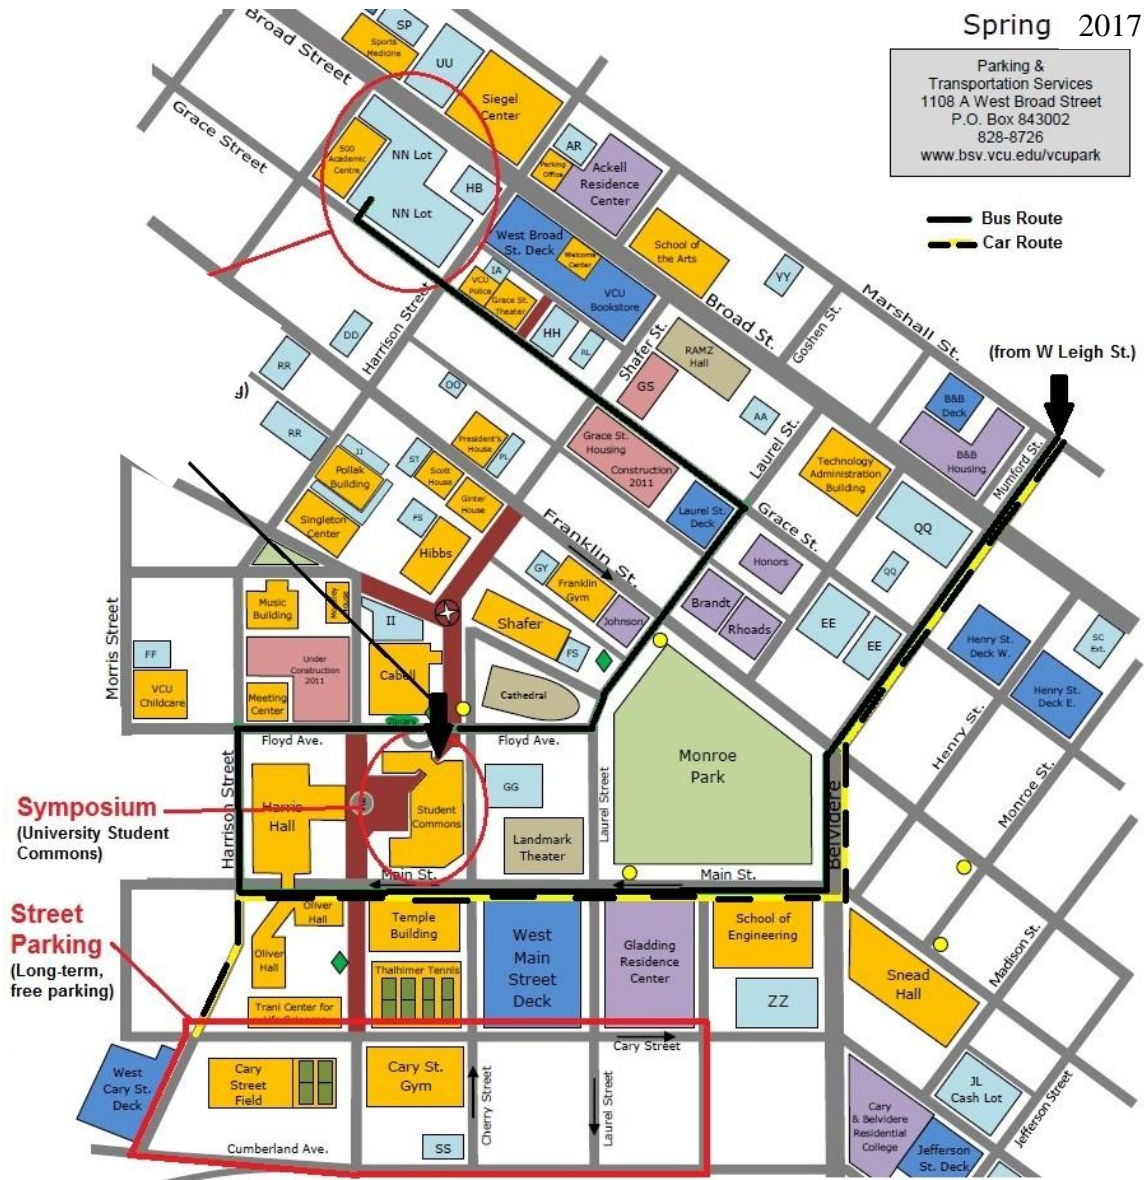 Spring 2017
Parking &
Transportation Services
1108 A West Broad Street
P.O. Box 843002
828-8726
www.bsv.vcu.edu/vcupark
Bus Route
Car Route
(from W Leigh St.)
Broad Street
Grace Street
SP
Sports
Medicine
UU
Siegel
Center
500
Academic
Centre
NN Lot
NN Lot
HB
AR
Parking
Office
Ackell
Residence
Center
West Broad
St. Deck
Welcome
Center
VCU
Bookstore
School of
the Arts
YY
IA
VCU
Police
Grace St.
Theater
HH
RL
Harrison Street
DD
RR
RR
g)
Broad St.
Marshall St.
Goshen St.
Shafer St.
RAMZ
Hall
GS
AA
Laurel St.
B&B
Deck
B&B
Housing
Mumford St.
OO
President's
House
PL
ST
Scott
House
Ginter
House
JJ
Pollak
Building
Singleton
Center
FS
Hibbs
Grace St.
Housing
Construction
2011
Laurel St.
Deck
Technology
Administration
Building
Grace St.
QQ
QQ
Franklin St.
Honors
Brandt
Rhoads
EE
EE
GY
Franklin
Gym
Johnson
Shafer
FS
Cathedral
Henry St.
Deck W.
Henry St.
Deck E.
SC
Ext.
Morris Street
Music
Building
II
Under
Construction
2011
Meeting
Center
Cabell
FF
VCU
Childcare
Floyd Ave.
Floyd Ave.
Harrison Street
Harris
Hall
Student
Commons
GG
Landmark
Theater
Laurel Street
Monroe
Park
Belvidere
Henry St.
Monroe St.
Madison St.
Symposium
(University Student
Commons)
Main St.
Main St.
Street
Parking
(Long-term,
free parking)
Oliver
Hall
Oliver
Hall
Temple
Building
Thalhimer Tennis
Trani Center for
West
Main
Street
Deck
Gladding
Residence
Center
School of
Engineering
ZZ
Snead
Hall
Cary Street
West
Cary St.
Deck
Cary
Street
Field
Cary St.
Gym
SS
Cherry Street
Laurel Street
Cumberland Ave.
Cary
& Belvidere
Residential
College
JL
Cash Lot
Jefferson
St. Deck
Jefferson Street